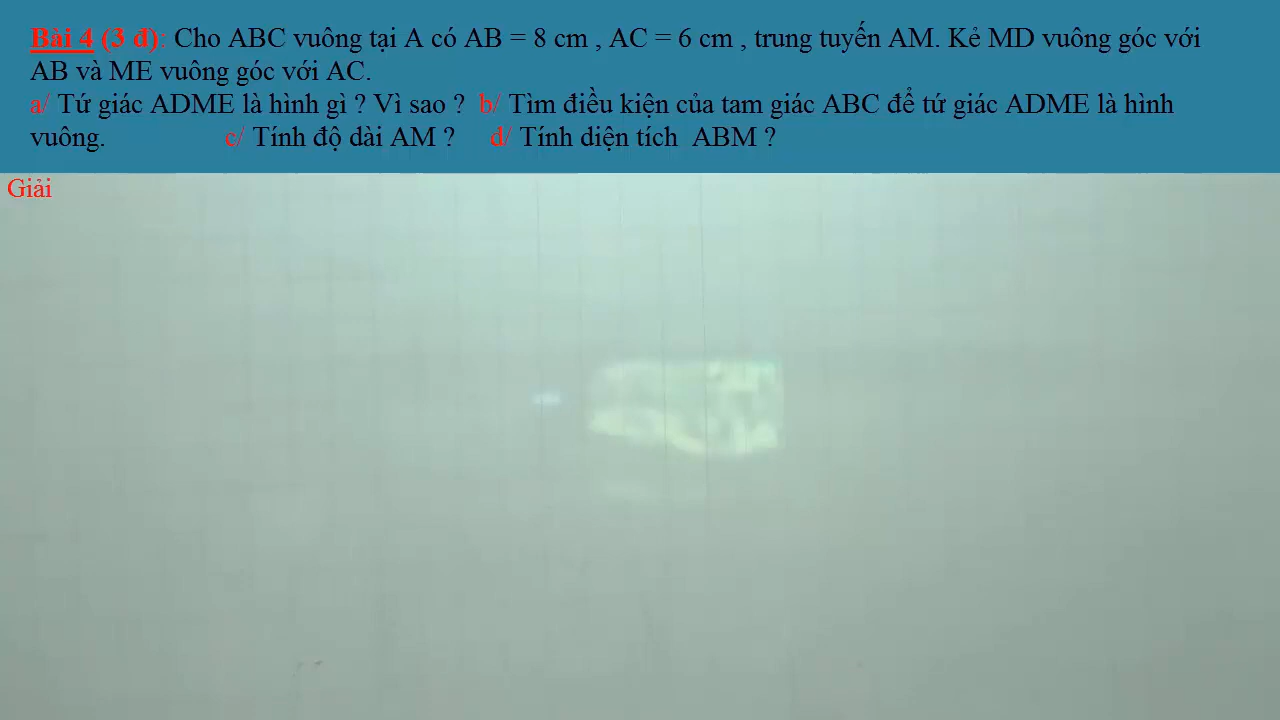 Bài 4 (3 đ): Cho ABC vuông tại A có AB = 8 cm , AC = 6 cm , trung tuyến AM. Kẻ MD vuông góc với
AB và ME vuông góc với AC.
a/ Tứ giác ADME là hình gì ? Vì sao ? b/ Tìm điều kiện của tam giác ABC để tứ giác ADME là hình
vuông. c/ Tính độ dài AM ? d/ Tính diện tích ABM ?
Giải